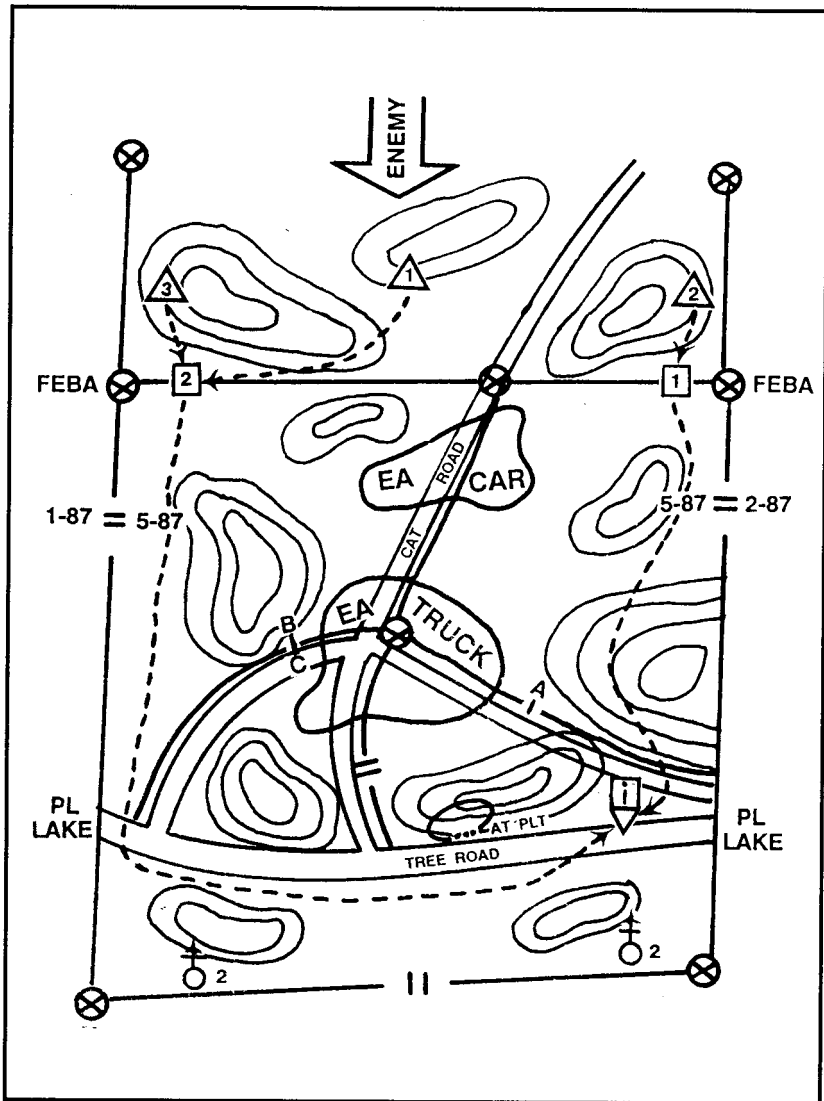 ENEMY
3
1
2
FEBA
2
1
FEBA
EA CAR
CAT ROAD
1-87
5-87
5-87
2-87
EA TRUCK
B
C
A
i
PL LAKE
AT PLT
PL LAKE
TREE ROAD
2
2